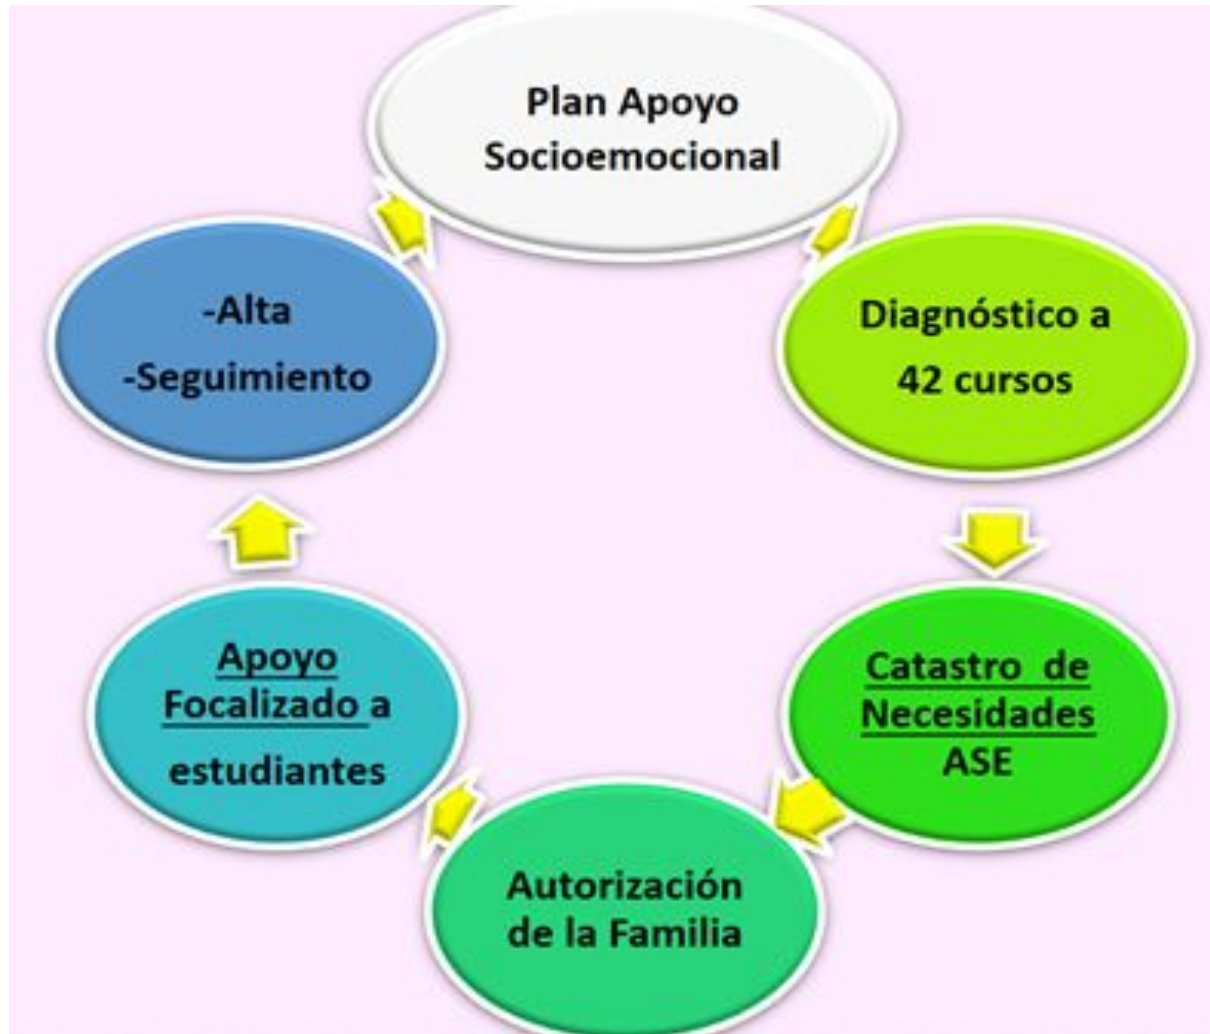 Plan Apoyo
Socioemocional
Diagnóstico a
42 cursos
Catastro de
Necesidades
ASE
Autorización
de la Familia
Apoyo
Focalizado a
estudiantes
-Alta
-Seguimiento